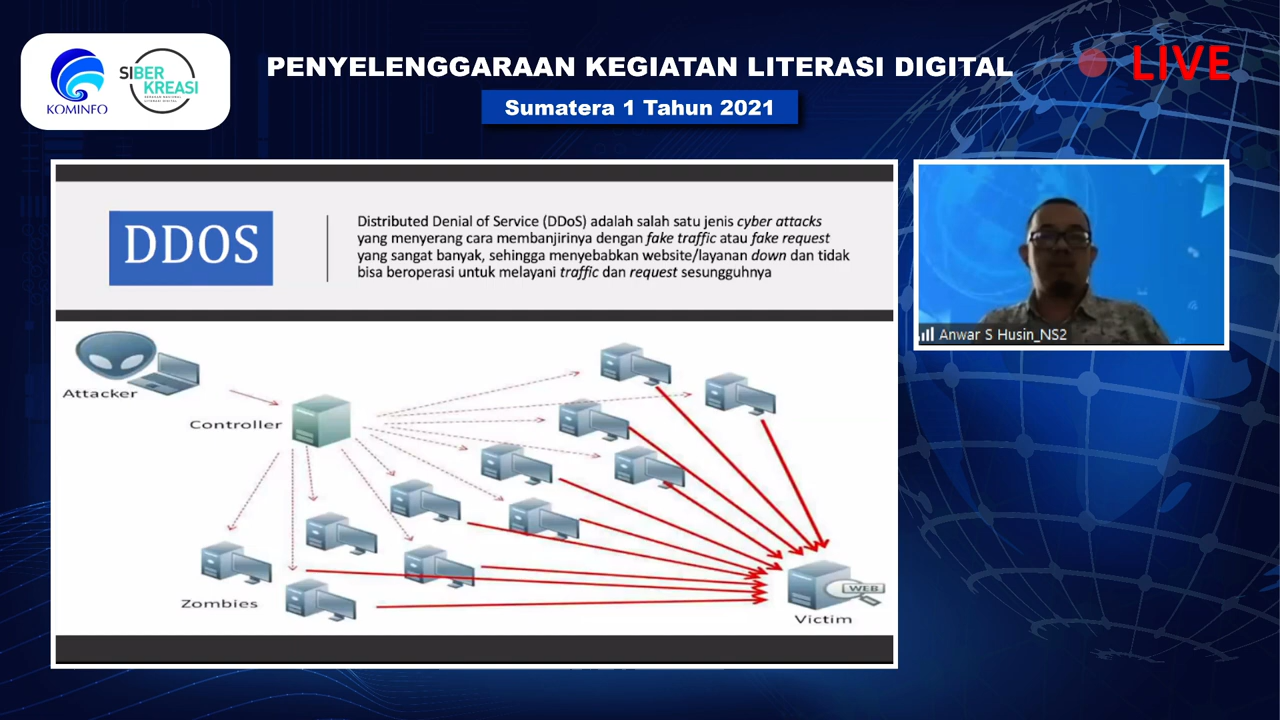 KOMINFO
SIBER
KREASI
PENYELENGGARAAN KEGIATAN LITERASI DIGITAL
Sumatera 1 Tahun 2021
LIVE
DDOS
Distributed Denial of Service (DDoS) adalah salah satu jenis cyber attacks
yang menyerang cara membanjirinya dengan fake traffic atau fake request
yang sangat banyak, sehingga menyebabkan website/layanan down dan tidak
bisa beroperasi untuk melayani traffic dan request sesungguhnya
Attacker
Controller
Zombies
WEB
Victim
Anwar S Husin_NS2